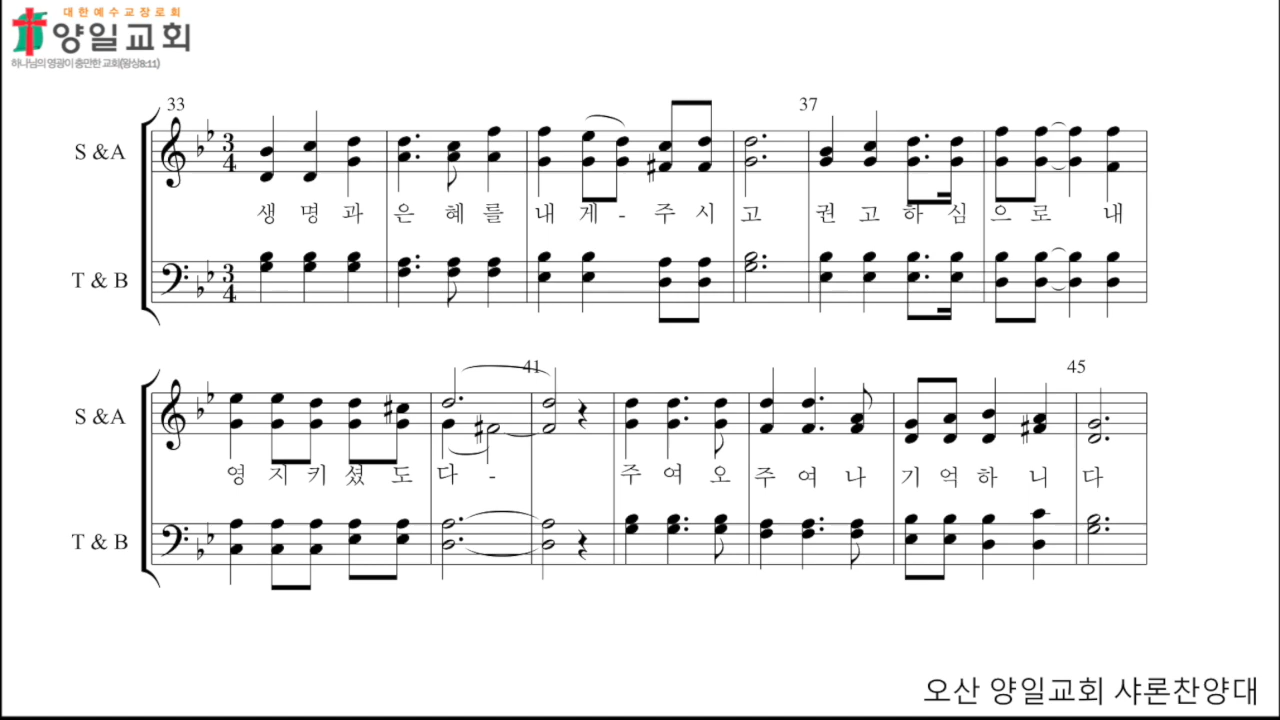 대한예수교장로회
양일교회
하나님의 영광이 충만한 교회(왕상8:11)
33 37
S &A
생 명 과 은 혜 를 내 게 - 주 시 고 권 고 하 심 으 로 내
T & B
41 45
S &A
영 지 키 셨 도 다 - 주 여 오 주 여 나 기 억 하 니 다
T & B
오산 양일교회 샤론찬양대